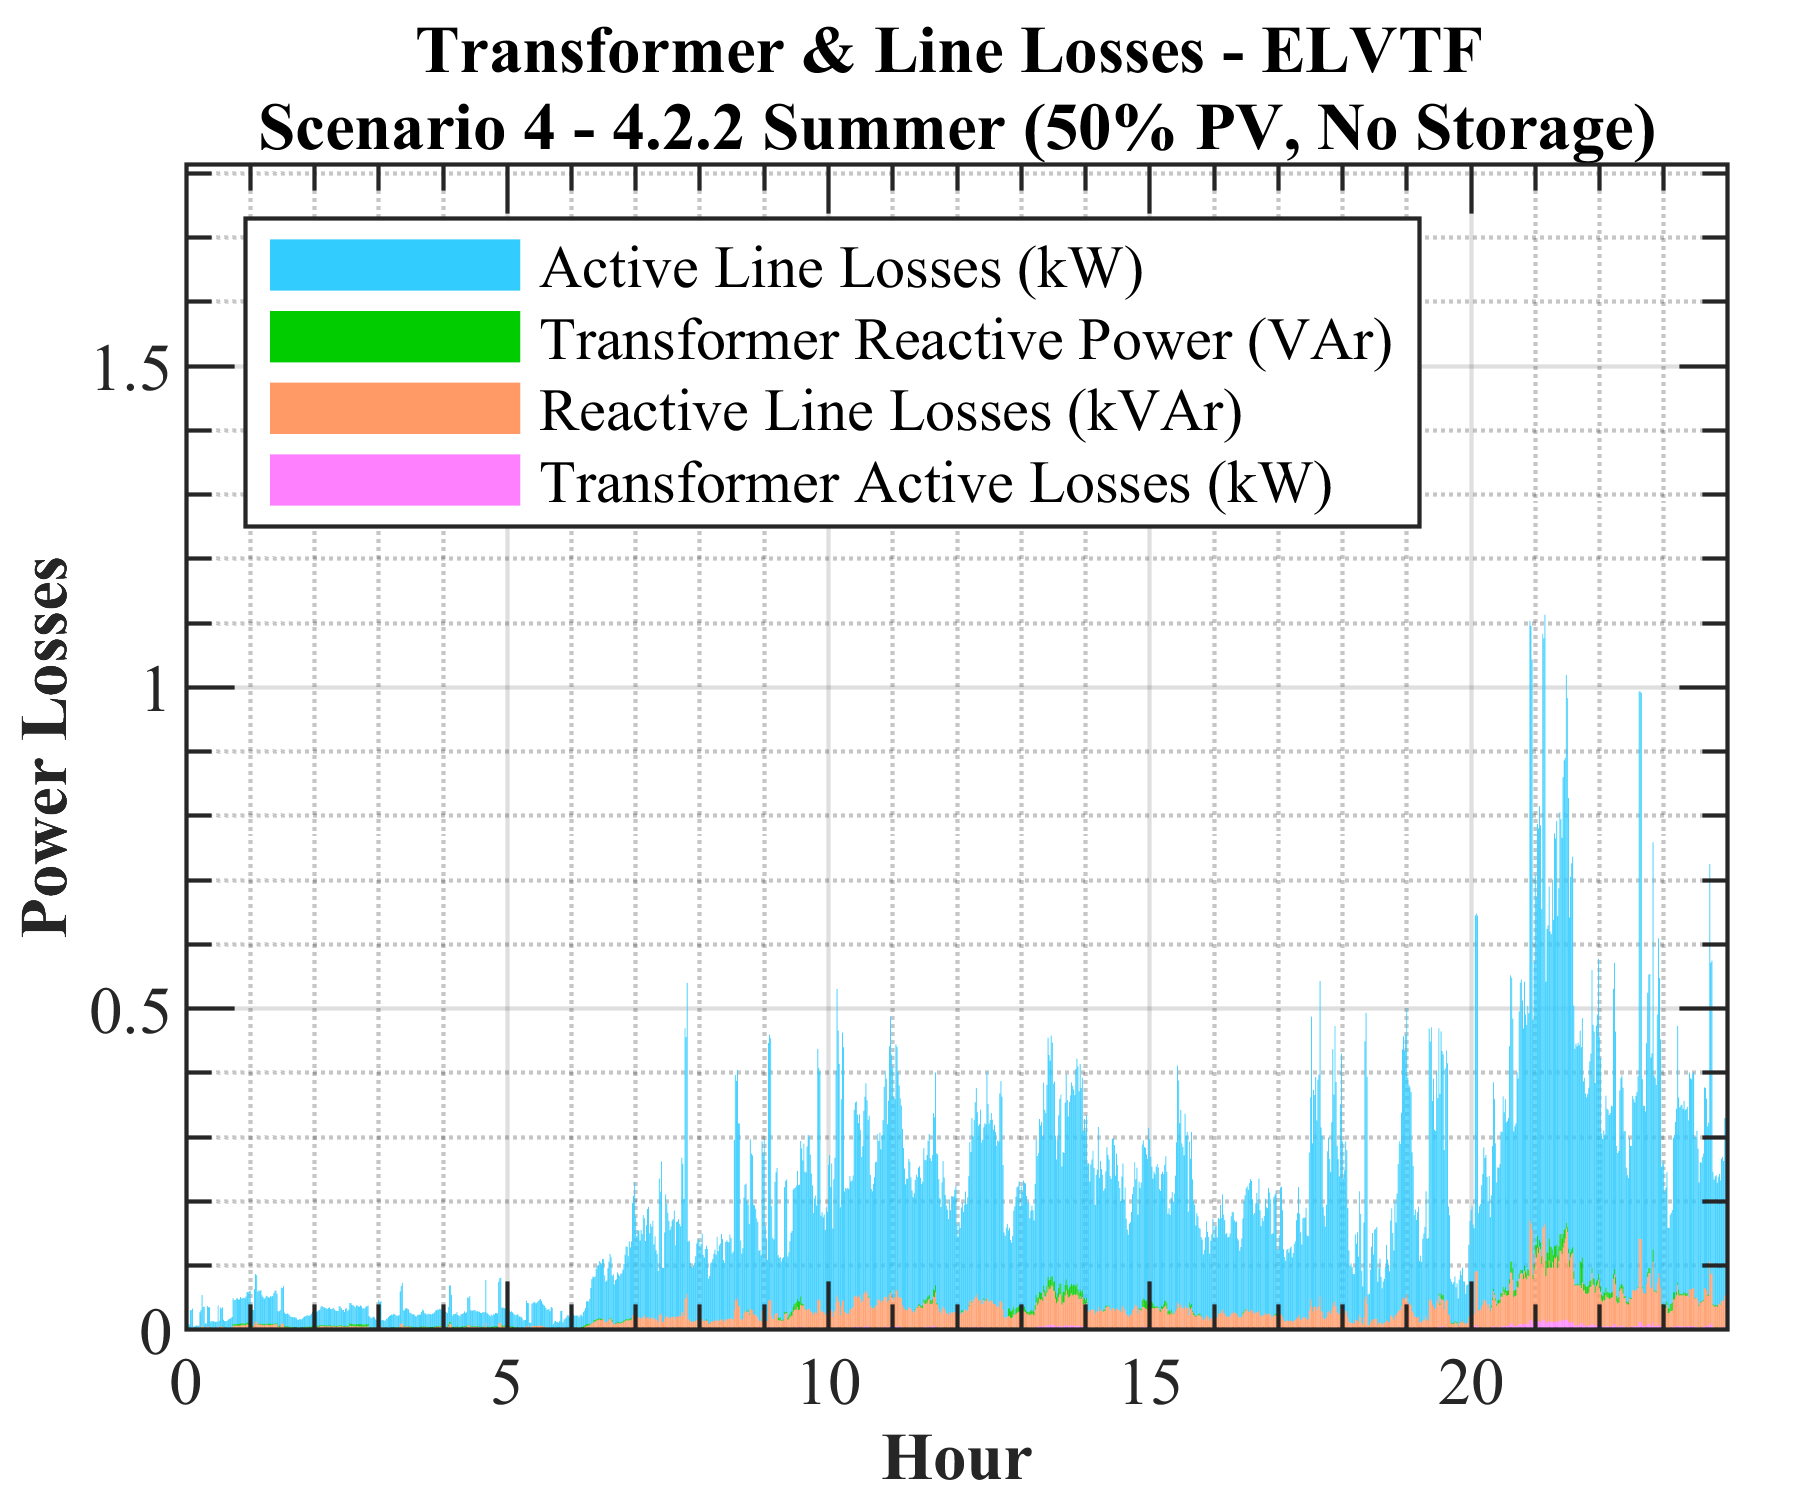 Transformer & Line Losses - ELVTF
Scenario 4 - 4.2.2 Summer (50% PV, No Storage)
Active Line Losses (kW)
Transformer Reactive Power (VAr)
Reactive Line Losses (kVAr)
Transformer Active Losses (kW)
Power Losses
1.5
1
0.5
0
0 5 10 15 20
Hour